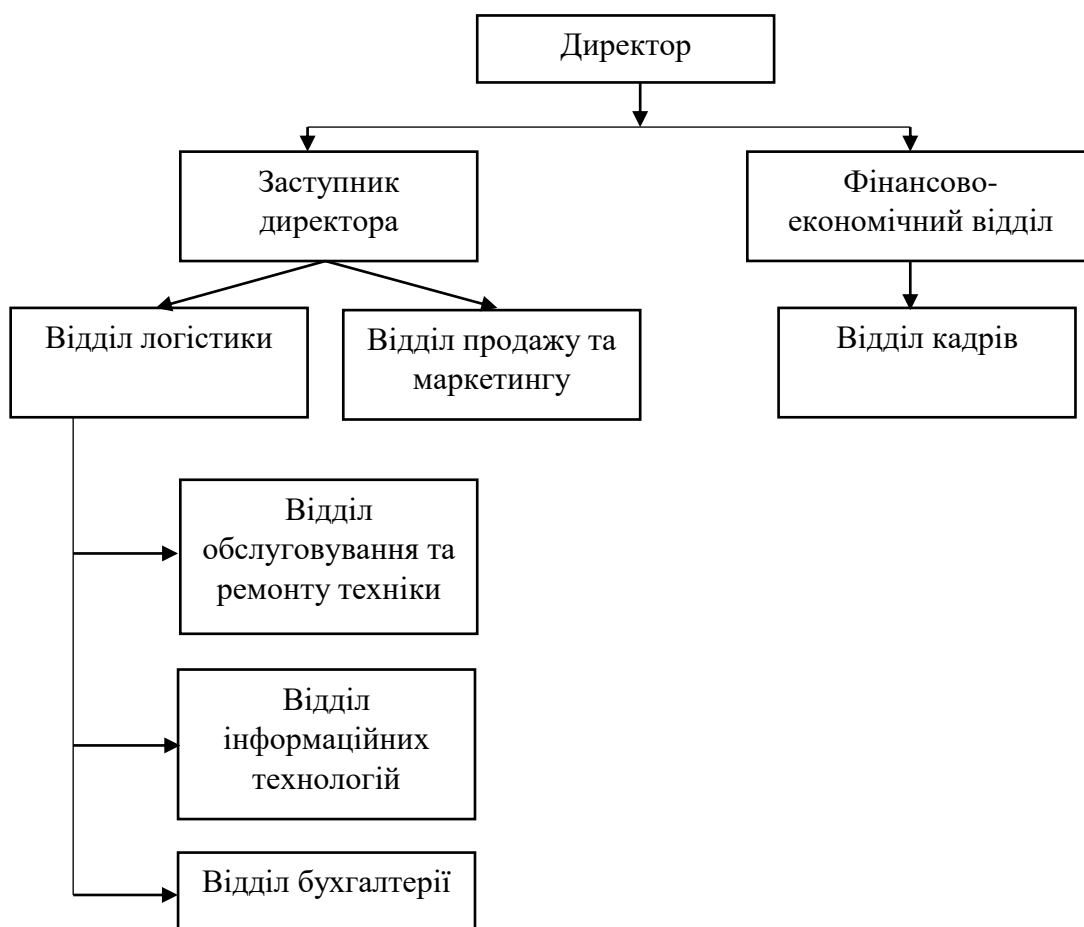 Директор
Заступник
директора
Фінансово-
економічний відділ
Відділ логістики
Відділ продажу та
маркетингу
Відділ кадрів
Відділ
обслуговування та
ремонту техніки
Відділ
інформаційних
технологій
Відділ бухгалтерії